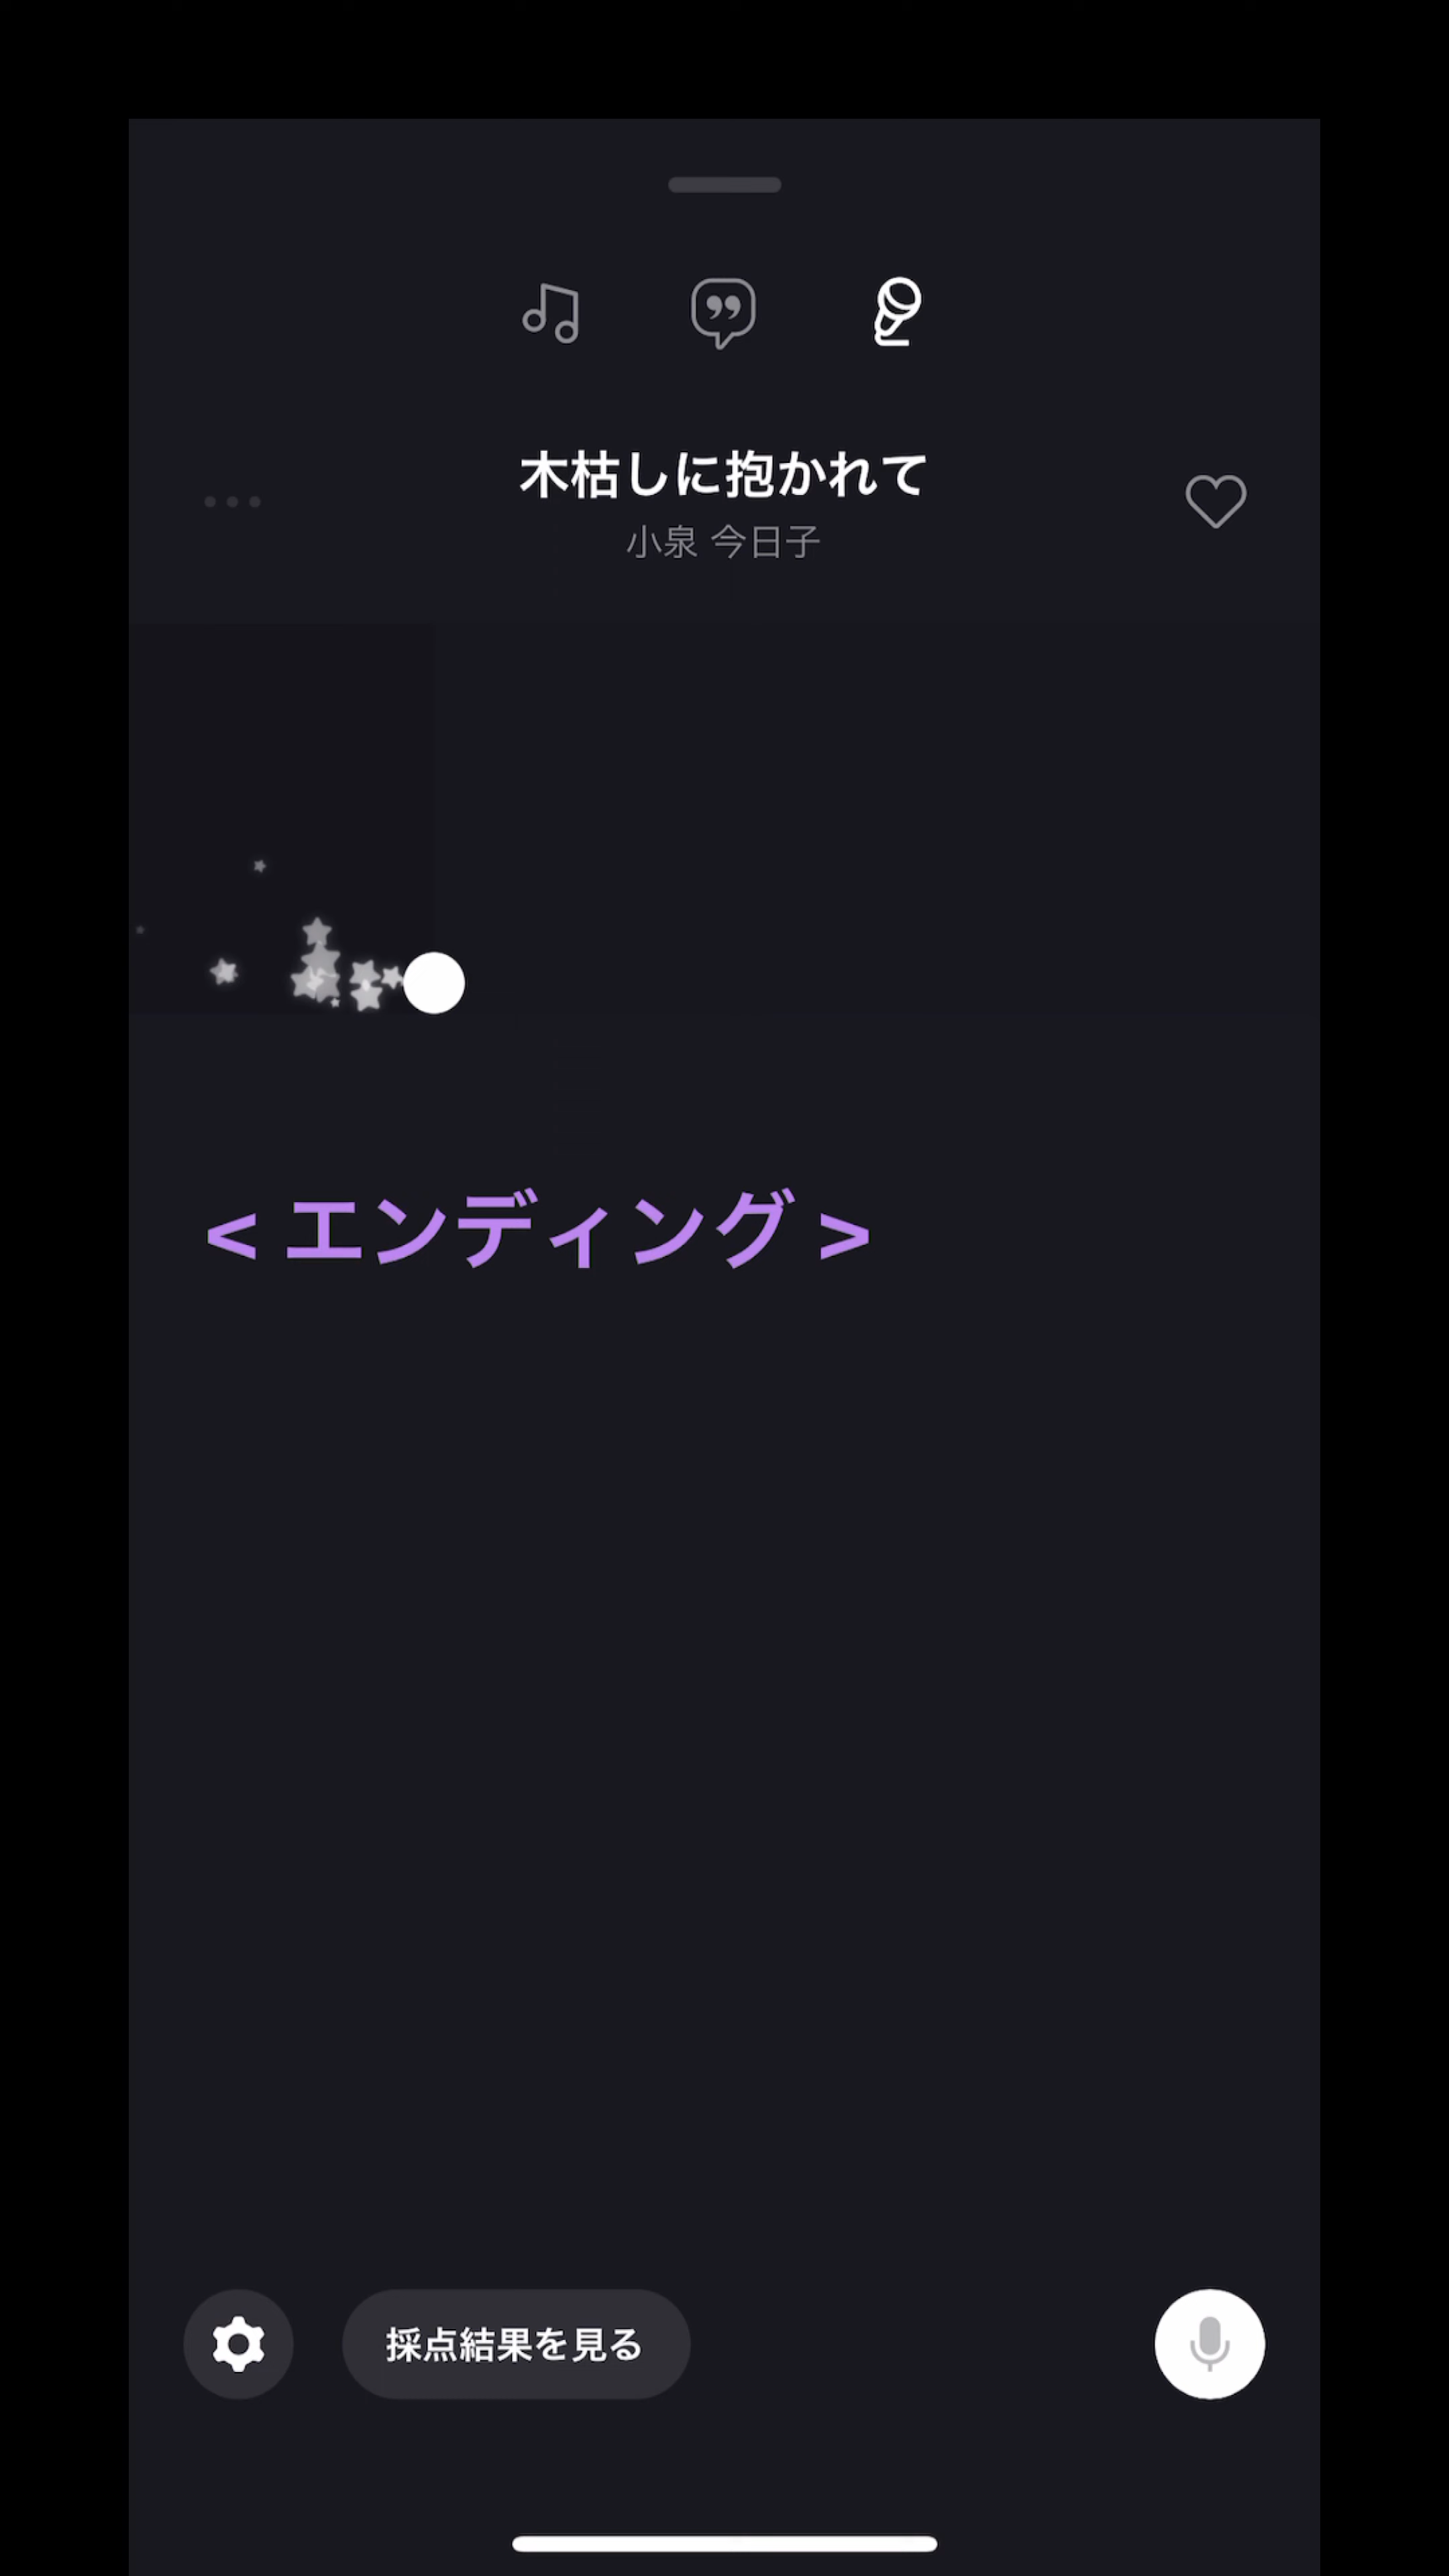 木枯しに抱かれて
小泉 今日子
< エンディング >
採点結果を見る